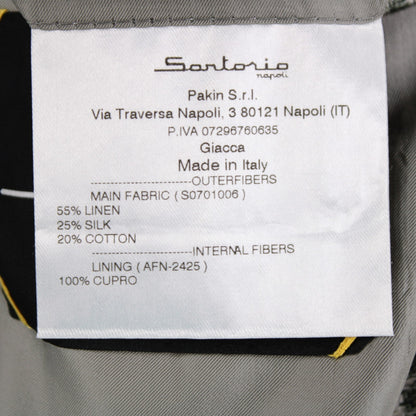 Sartorio
napoli
Pakin S.r.l.
Via Traversa Napoli, 3 80121 Napoli (IT)
P.IVA 07296760635
Giacca
Made in Italy
--------------------------OUTERFIBERS
MAIN FABRIC ( S0701006 )
55% LINEN
25% SILK
20% COTTON
--------------------------INTERNAL FIBERS
LINING ( AFN-2425 )
100% CUPRO